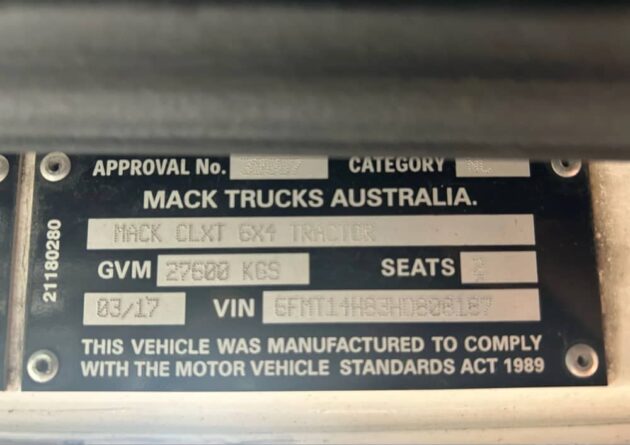 APPROVAL No. CATEGORY
MACK TRUCKS AUSTRALIA.
MACK CLXT 6X4 TRACTOR
GVM 27600 KGS SEATS
03/17 VIN
THIS VEHICLE WAS MANUFACTURED TO COMPLY
WITH THE MOTOR VEHICLE STANDARDS ACT 1989
21180280